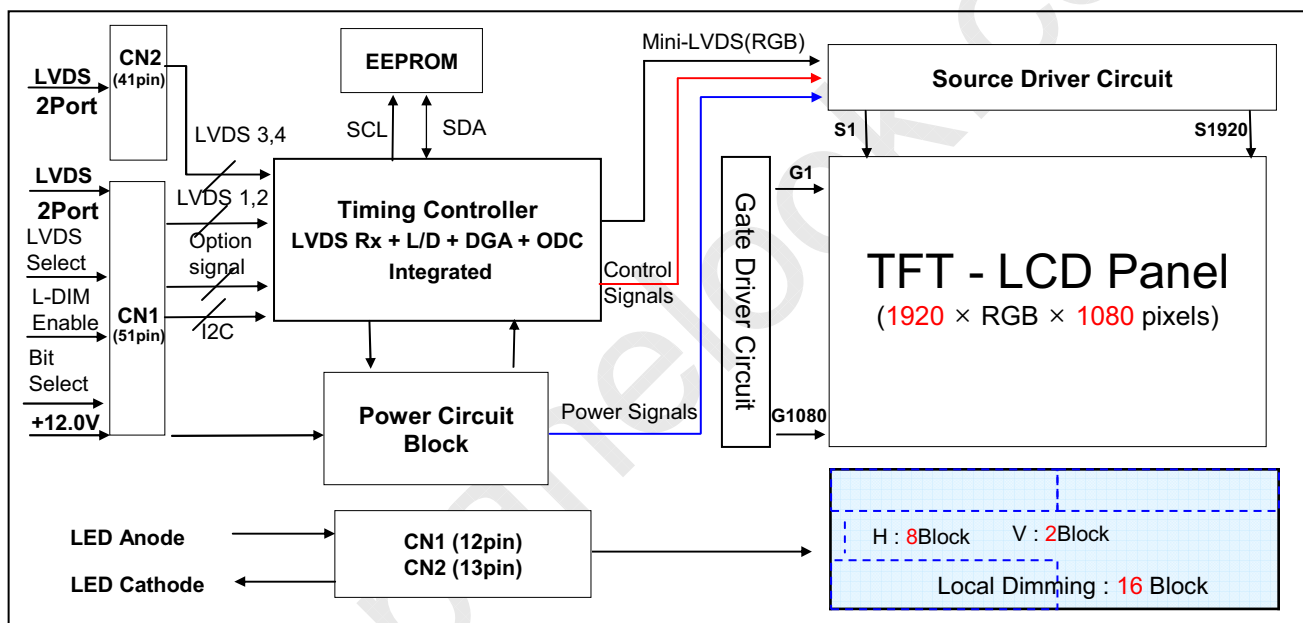 CN2
(41pin)
LVDS
2Port
EEPROM
Mini-LVDS(RGB)
Source Driver Circuit
SCL
SDA
LVDS 3,4
S1
S1920
LVDS
2Port
LVDS 1,2
LVDS
Select
L-DIM
Enable
Bit
Select
+12.0V
CN1
(51pin)
Option
signal
I2C
Timing Controller
LVDS Rx + L/D + DGA + ODC
Integrated
Control
Signals
Gate Driver Circuit
G1
G1080
TFT - LCD Panel
(1920 × RGB × 1080 pixels)
Power Circuit
Block
Power Signals
LED Anode
LED Cathode
CN1 (12pin)
CN2 (13pin)
H : 8Block
V : 2Block
Local Dimming : 16 Block